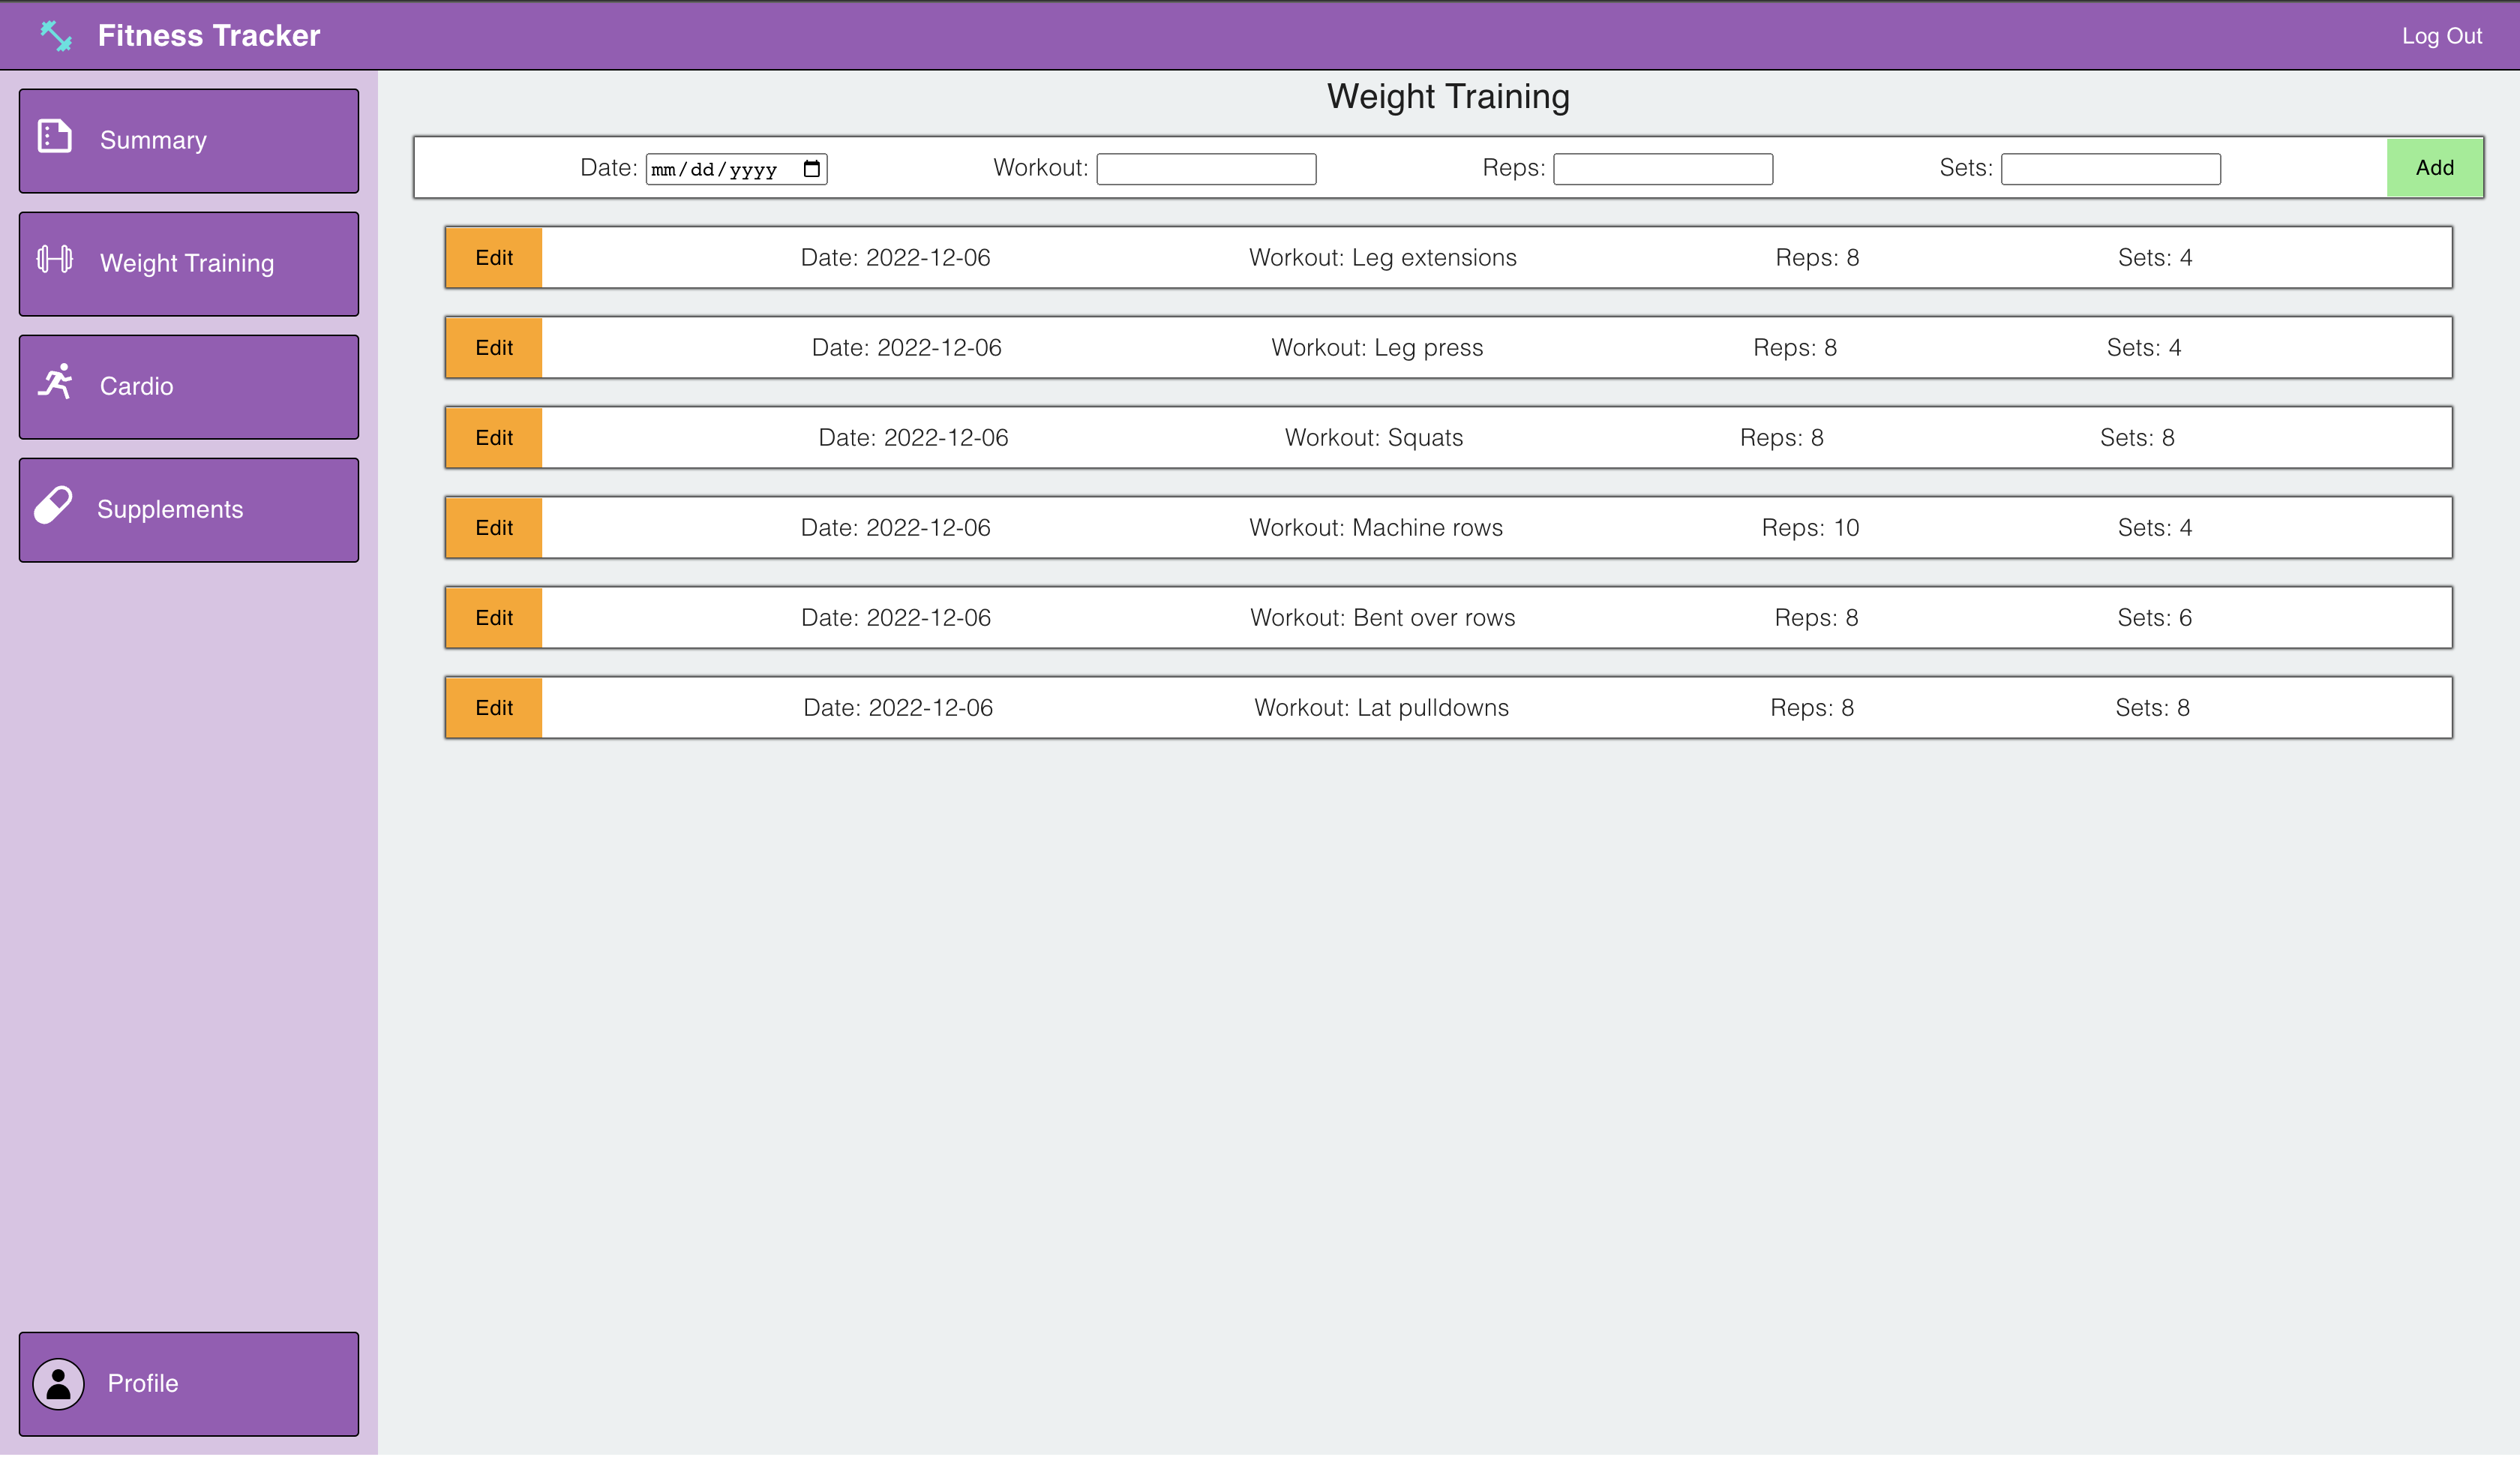 Fitness Tracker
Log Out
Summary
Weight Training
Cardio
Supplements
Profile
Weight Training
Date: mm/dd/yyyy Workout: Reps: Sets: Add
Edit Date: 2022-12-06 Workout: Leg extensions Reps: 8 Sets: 4
Edit Date: 2022-12-06 Workout: Leg press Reps: 8 Sets: 4
Edit Date: 2022-12-06 Workout: Squats Reps: 8 Sets: 8
Edit Date: 2022-12-06 Workout: Machine rows Reps: 10 Sets: 4
Edit Date: 2022-12-06 Workout: Bent over rows Reps: 8 Sets: 6
Edit Date: 2022-12-06 Workout: Lat pulldowns Reps: 8 Sets: 8